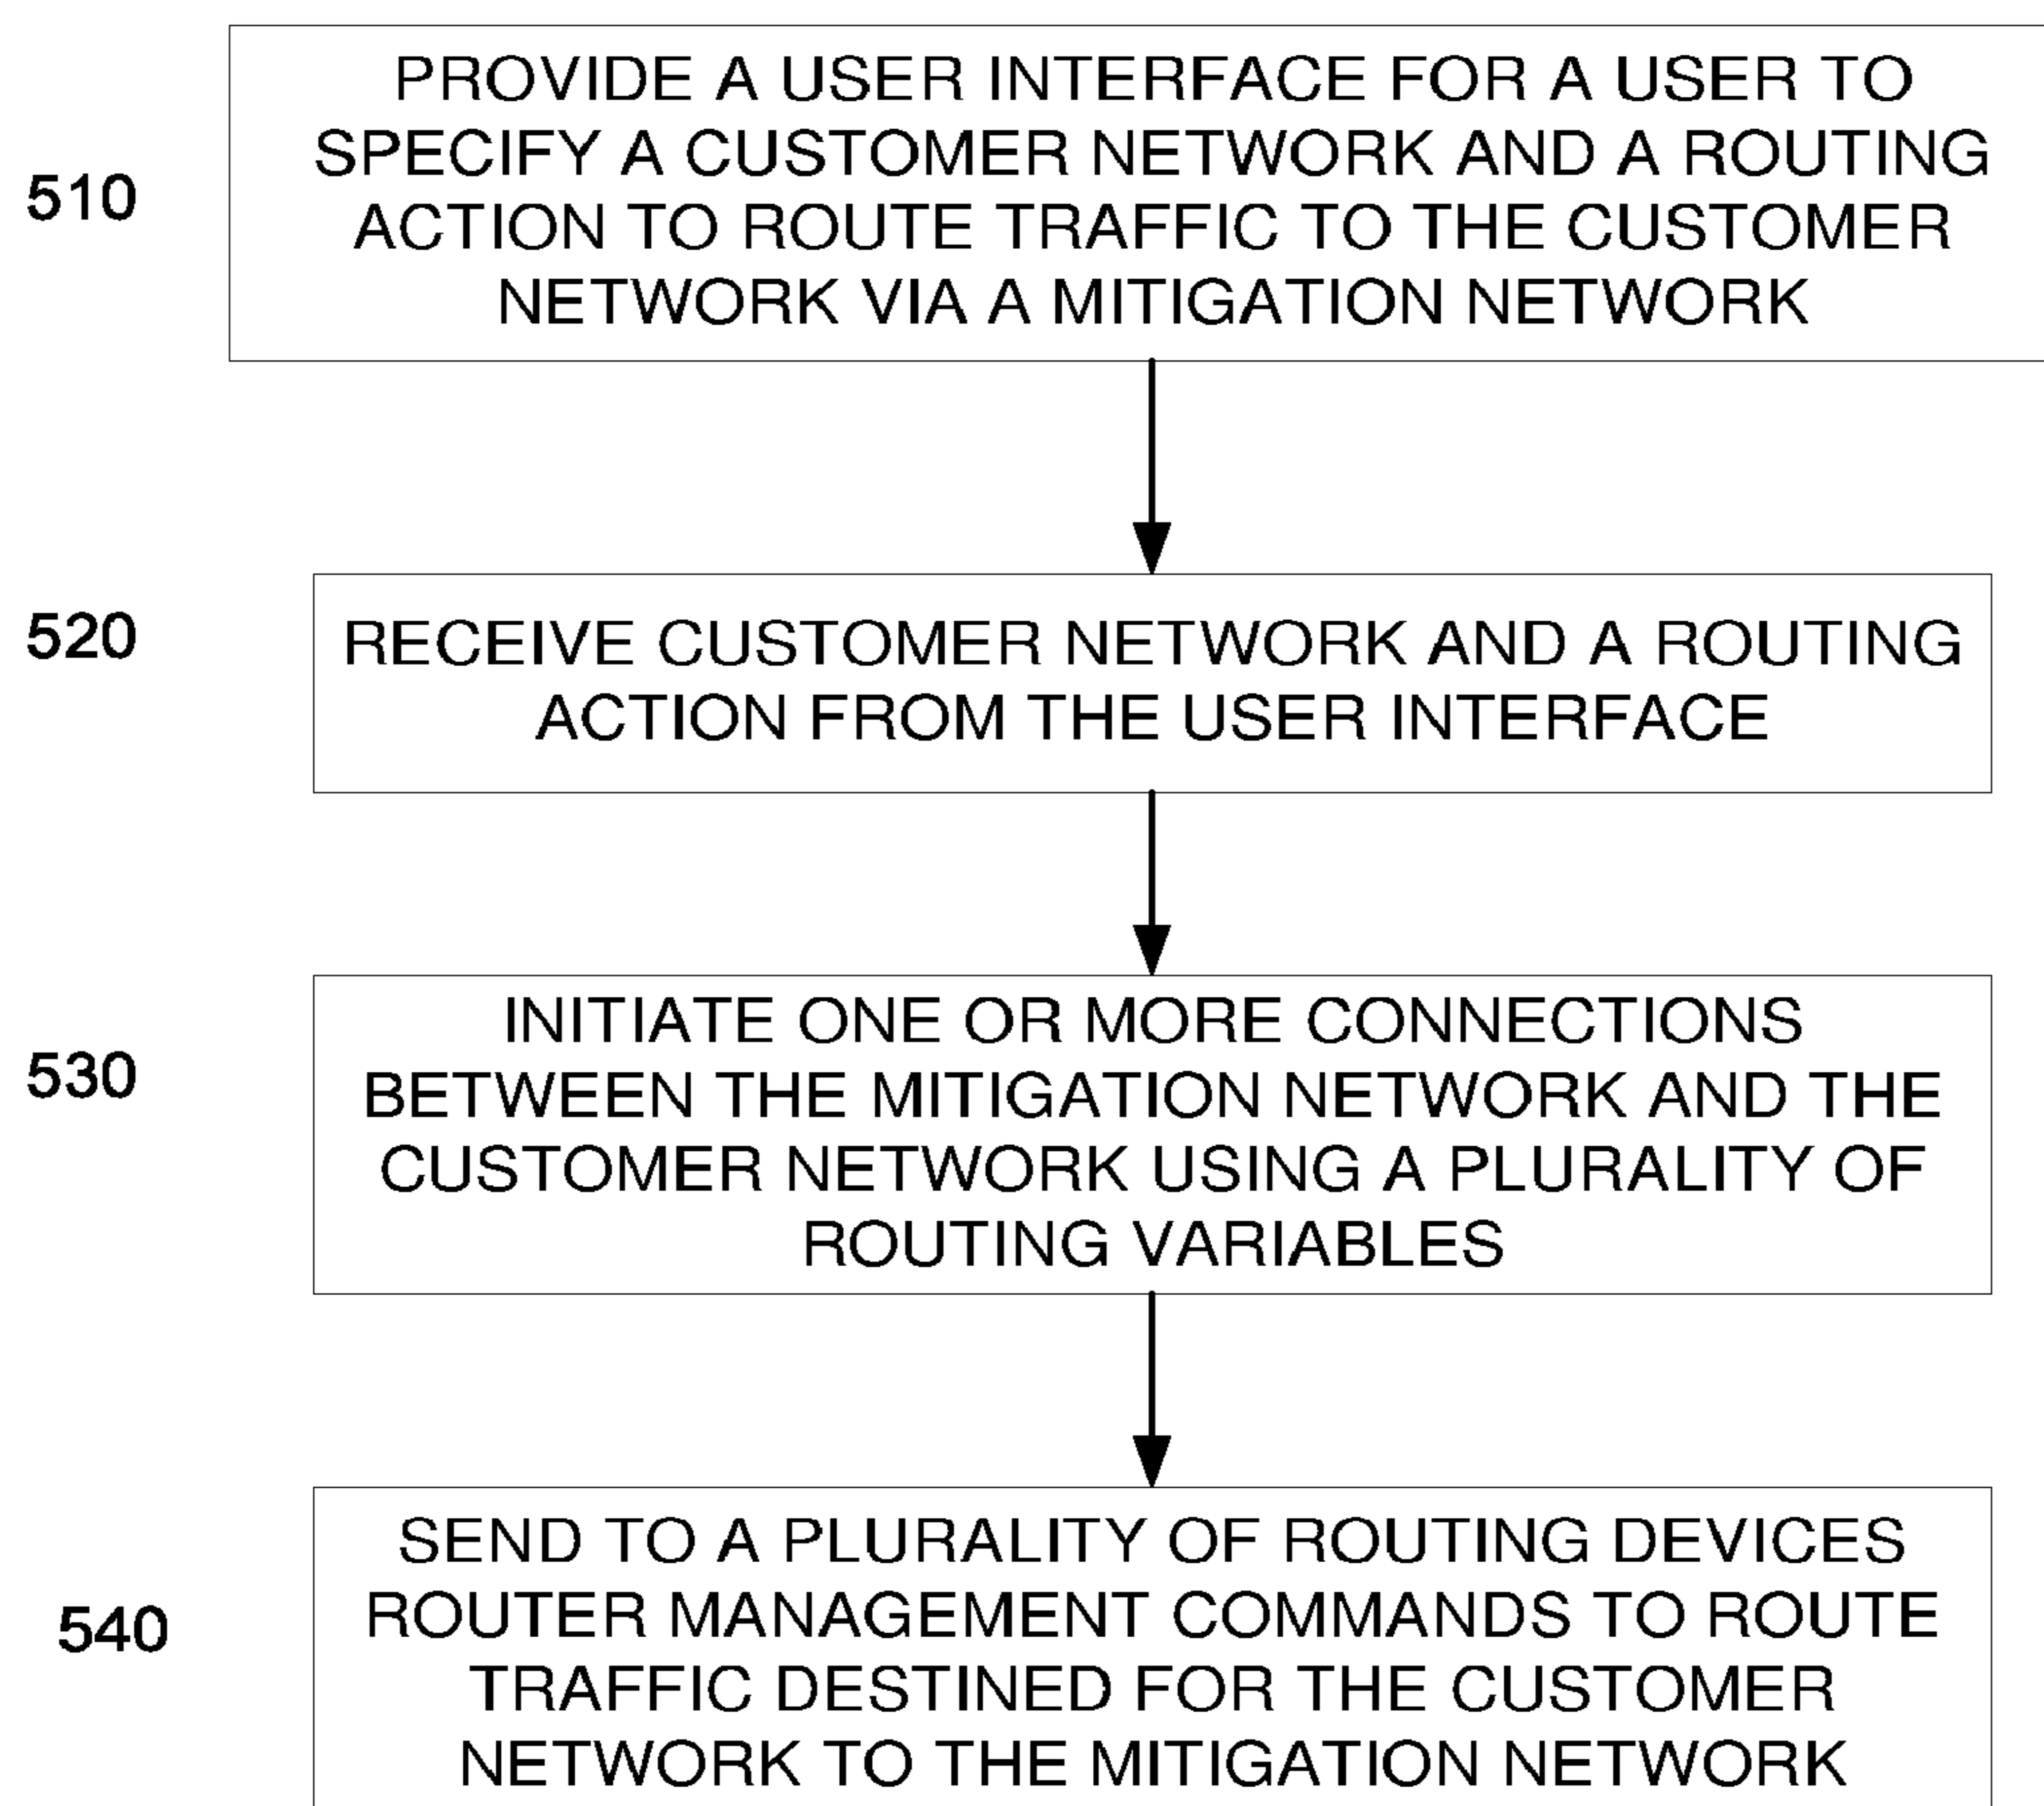 510
PROVIDE A USER INTERFACE FOR A USER TO
SPECIFY A CUSTOMER NETWORK AND A ROUTING
ACTION TO ROUTE TRAFFIC TO THE CUSTOMER
NETWORK VIA A MITIGATION NETWORK
520
RECEIVE CUSTOMER NETWORK AND A ROUTING
ACTION FROM THE USER INTERFACE
530
INITIATE ONE OR MORE CONNECTIONS
BETWEEN THE MITIGATION NETWORK AND THE
CUSTOMER NETWORK USING A PLURALITY OF
ROUTING VARIABLES
540
SEND TO A PLURALITY OF ROUTING DEVICES
ROUTER MANAGEMENT COMMANDS TO ROUTE
TRAFFIC DESTINED FOR THE CUSTOMER
NETWORK TO THE MITIGATION NETWORK